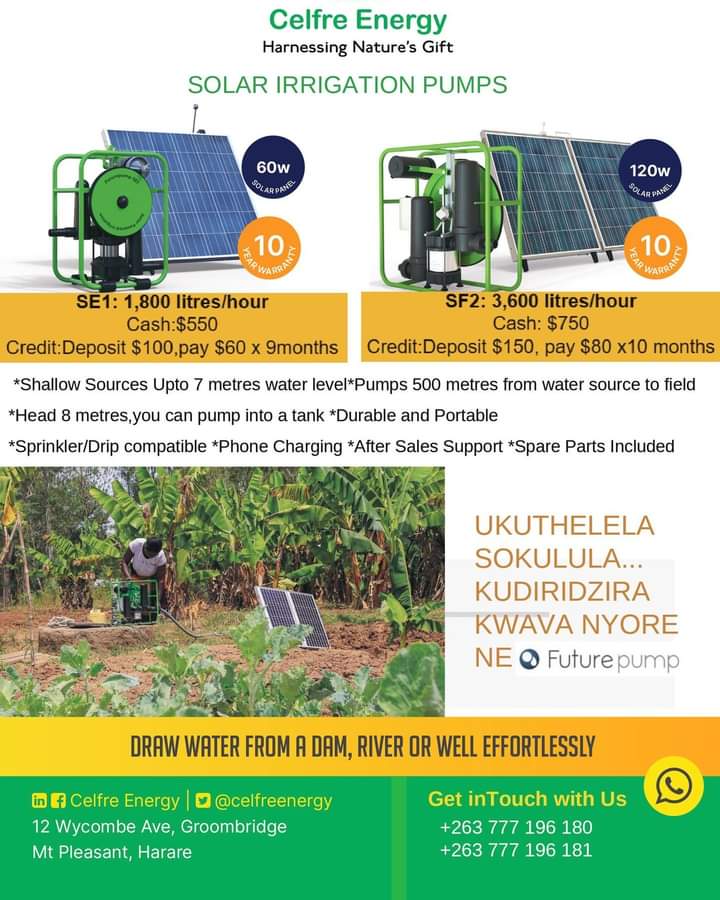 Celfre Energy
Harnessing Nature's Gift
SOLAR IRRIGATION PUMPS
60w
SOLAR PANEL
10
YEAR WARRANTY
120w
SOLAR PANEL
10
YEAR WARRANTY
SE1: 1,800 litres/hour
Cash:$550
Credit:Deposit $100,pay $60 x 9months
SF2: 3,600 litres/hour
Cash: $750
Credit:Deposit $150, pay $80 x10 months
*Shallow Sources Upto 7 metres water level*Pumps 500 metres from water source to field
*Head 8 metres,you can pump into a tank *Durable and Portable
*Sprinkler/Drip compatible *Phone Charging *After Sales Support *Spare Parts Included
UKUTHELELA
SOKULULA...
KUDIRIDZIRA
KWAVA NYORE
NE Futurepump
DRAW WATER FROM A DAM, RIVER OR WELL EFFORTLESSLY
Celfre Energy | @celfreenergy
12 Wycombe Ave, Groombridge
Mt Pleasant, Harare
Get inTouch with Us
+263 777 196 180
+263 777 196 181